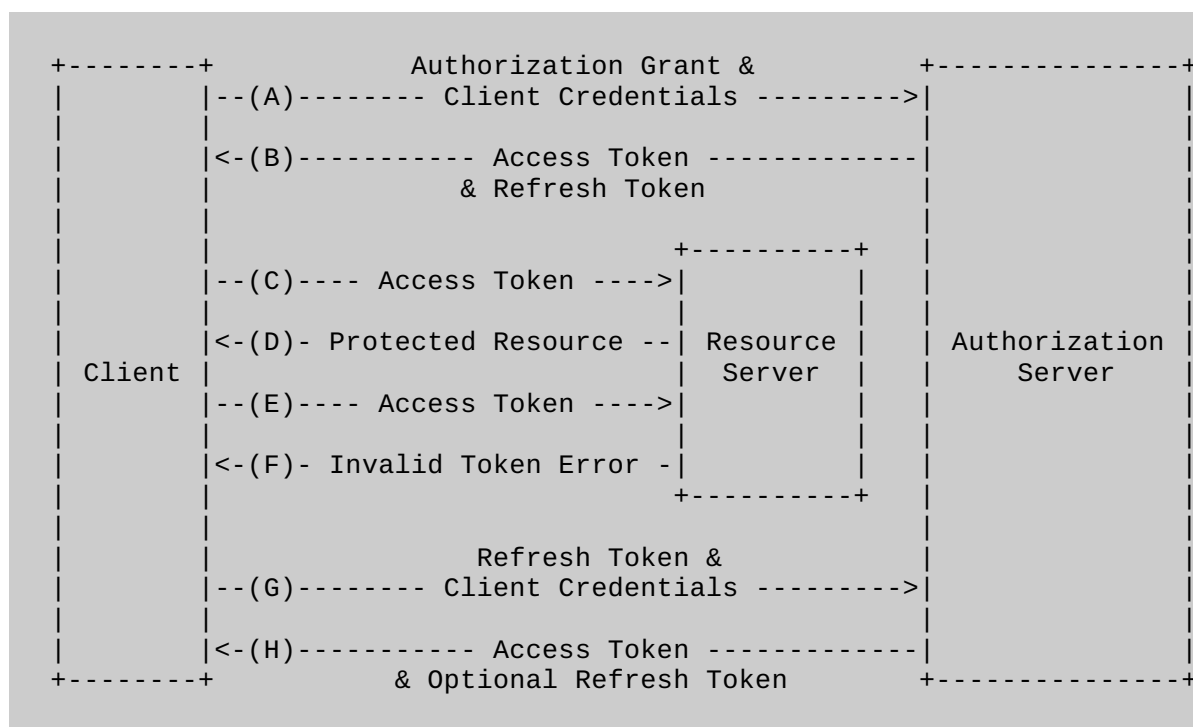 +--------+           Authorization Grant &             +---------------+
|        |--(A)-------- Client Credentials --------->|               |
|        |                                           |               |
|        |<-(B)----------- Access Token -------------|               |
|        |               & Refresh Token             |               |
|        |                                           |               |
|        |                            +----------+   |               |
|        |--(C)---- Access Token ---->|          |   |               |
|        |                            |          |   |               |
|        |<-(D)- Protected Resource --| Resource |   | Authorization |
| Client |                            |  Server  |   |     Server    |
|        |--(E)---- Access Token ---->|          |   |               |
|        |                            |          |   |               |
|        |<-(F)- Invalid Token Error -|          |   |               |
|        |                            +----------+   |               |
|        |                                           |               |
|        |                Refresh Token &            |               |
|        |--(G)-------- Client Credentials --------->|               |
|        |                                           |               |
|        |<-(H)----------- Access Token -------------|               |
+--------+           & Optional Refresh Token        +---------------+